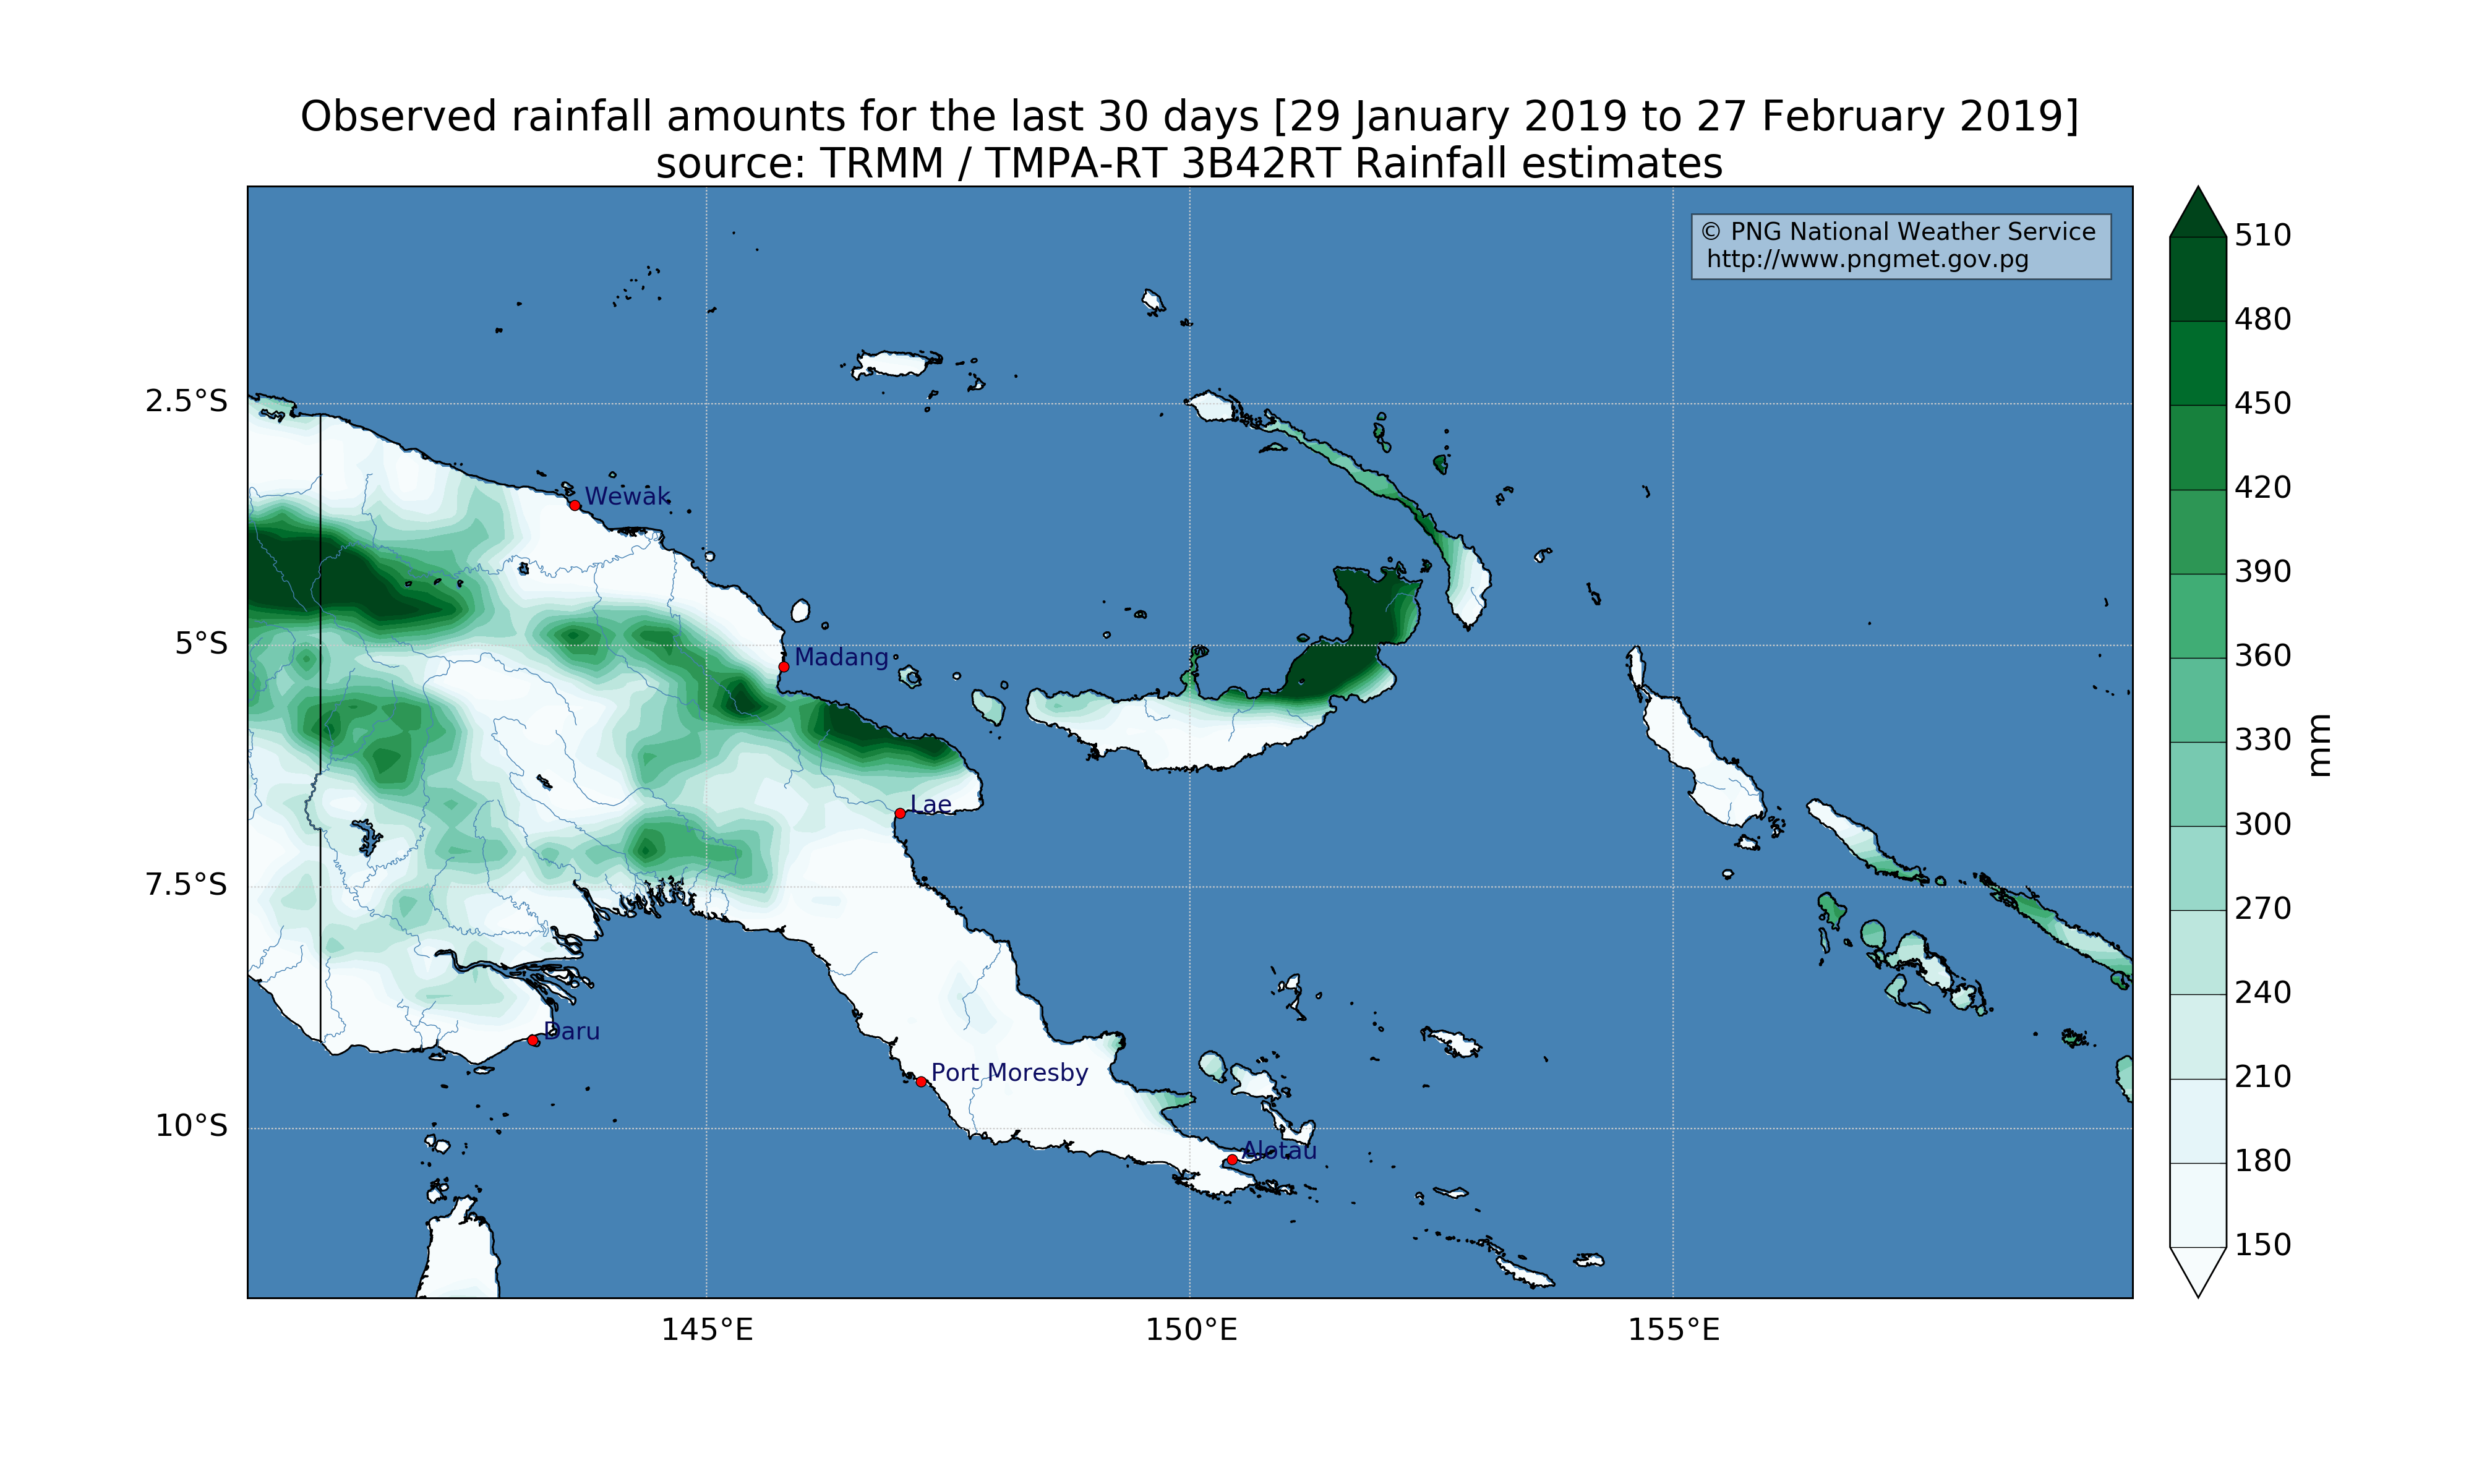 Observed rainfall amounts for the last 30 days [29 January 2019 to 27 February 2019]
source: TRMM / TMPA-RT 3B42RT Rainfall estimates
© PNG National Weather Service
http://www.pngmet.gov.pg
2.5°S
5°S
7.5°S
10°S
Wewak
Madang
Lae
Daru
Port Moresby
Alotau
145°E
150°E
155°E
510
480
450
420
390
360
330
300
270
240
210
180
150
mm